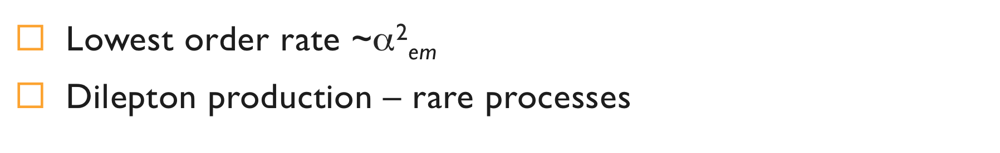 Lowest order rate ~α²ₑₘ
Dilepton production – rare processes